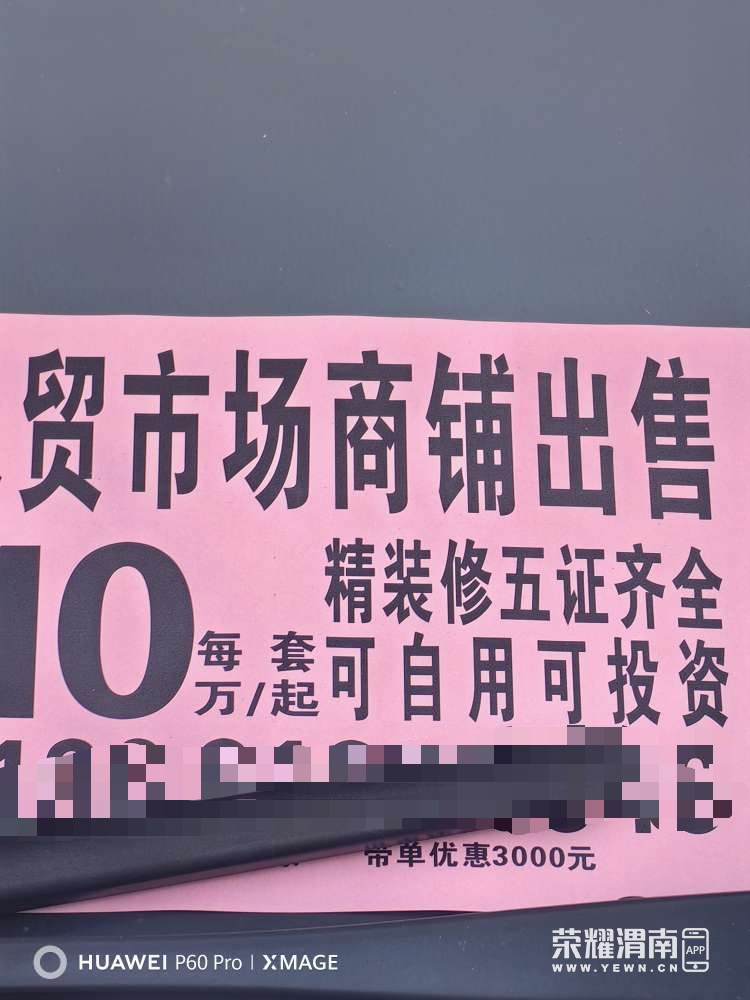 贸市场商铺出售
精装修五证齐全
10
每套
万/起
可自用可投资
带单优惠3000元
HUAWEI P60 Pro | XMAGE
荣耀渭南 APP
WWW.YEWN.CN